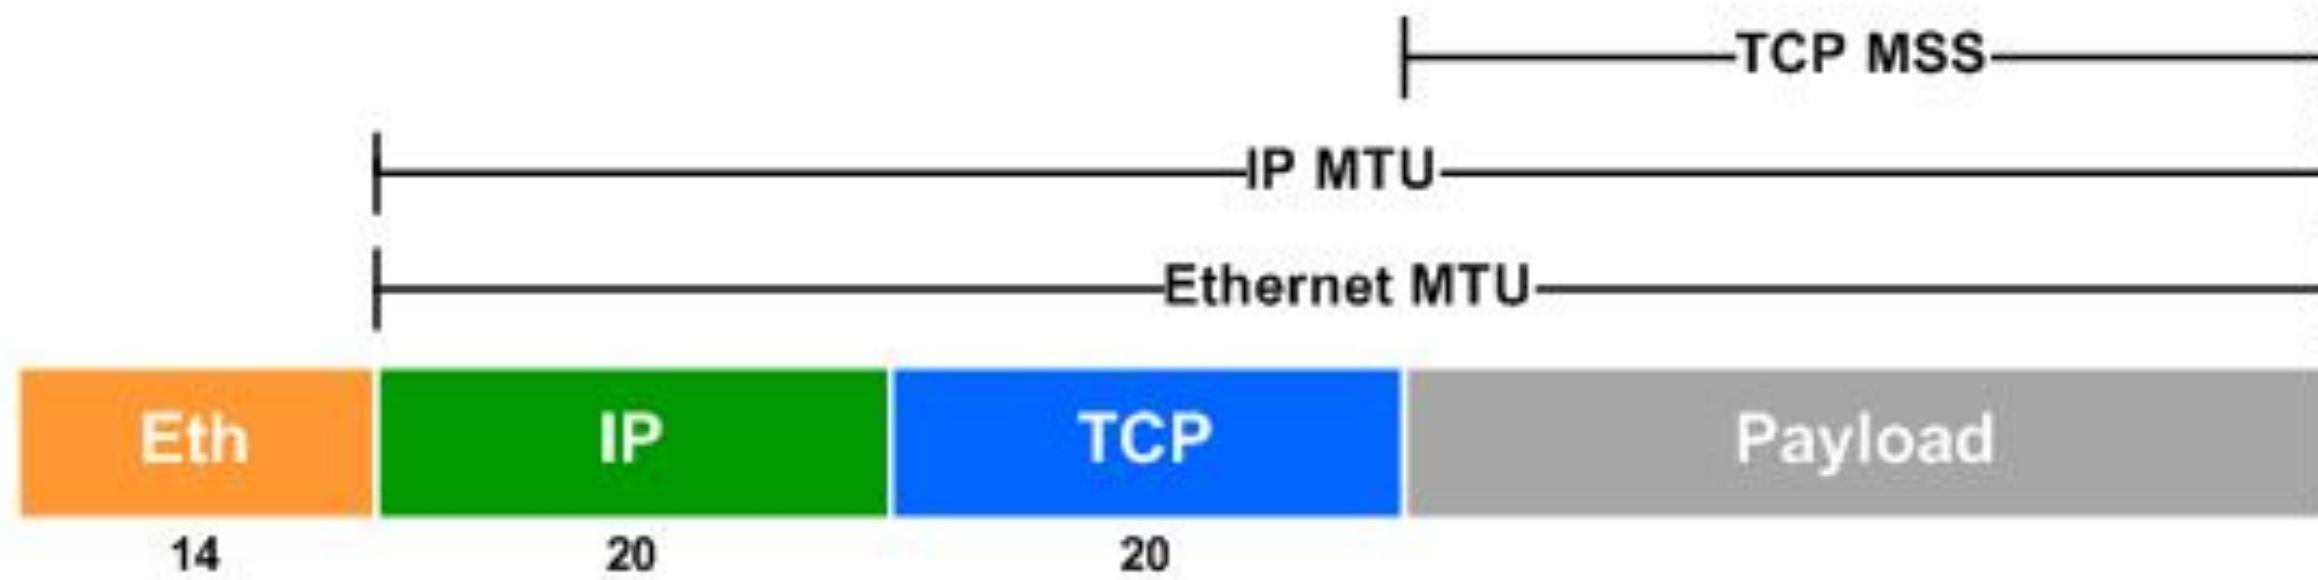 TCP MSS
IP MTU
Ethernet MTU
Eth IP TCP Payload
14 20 20